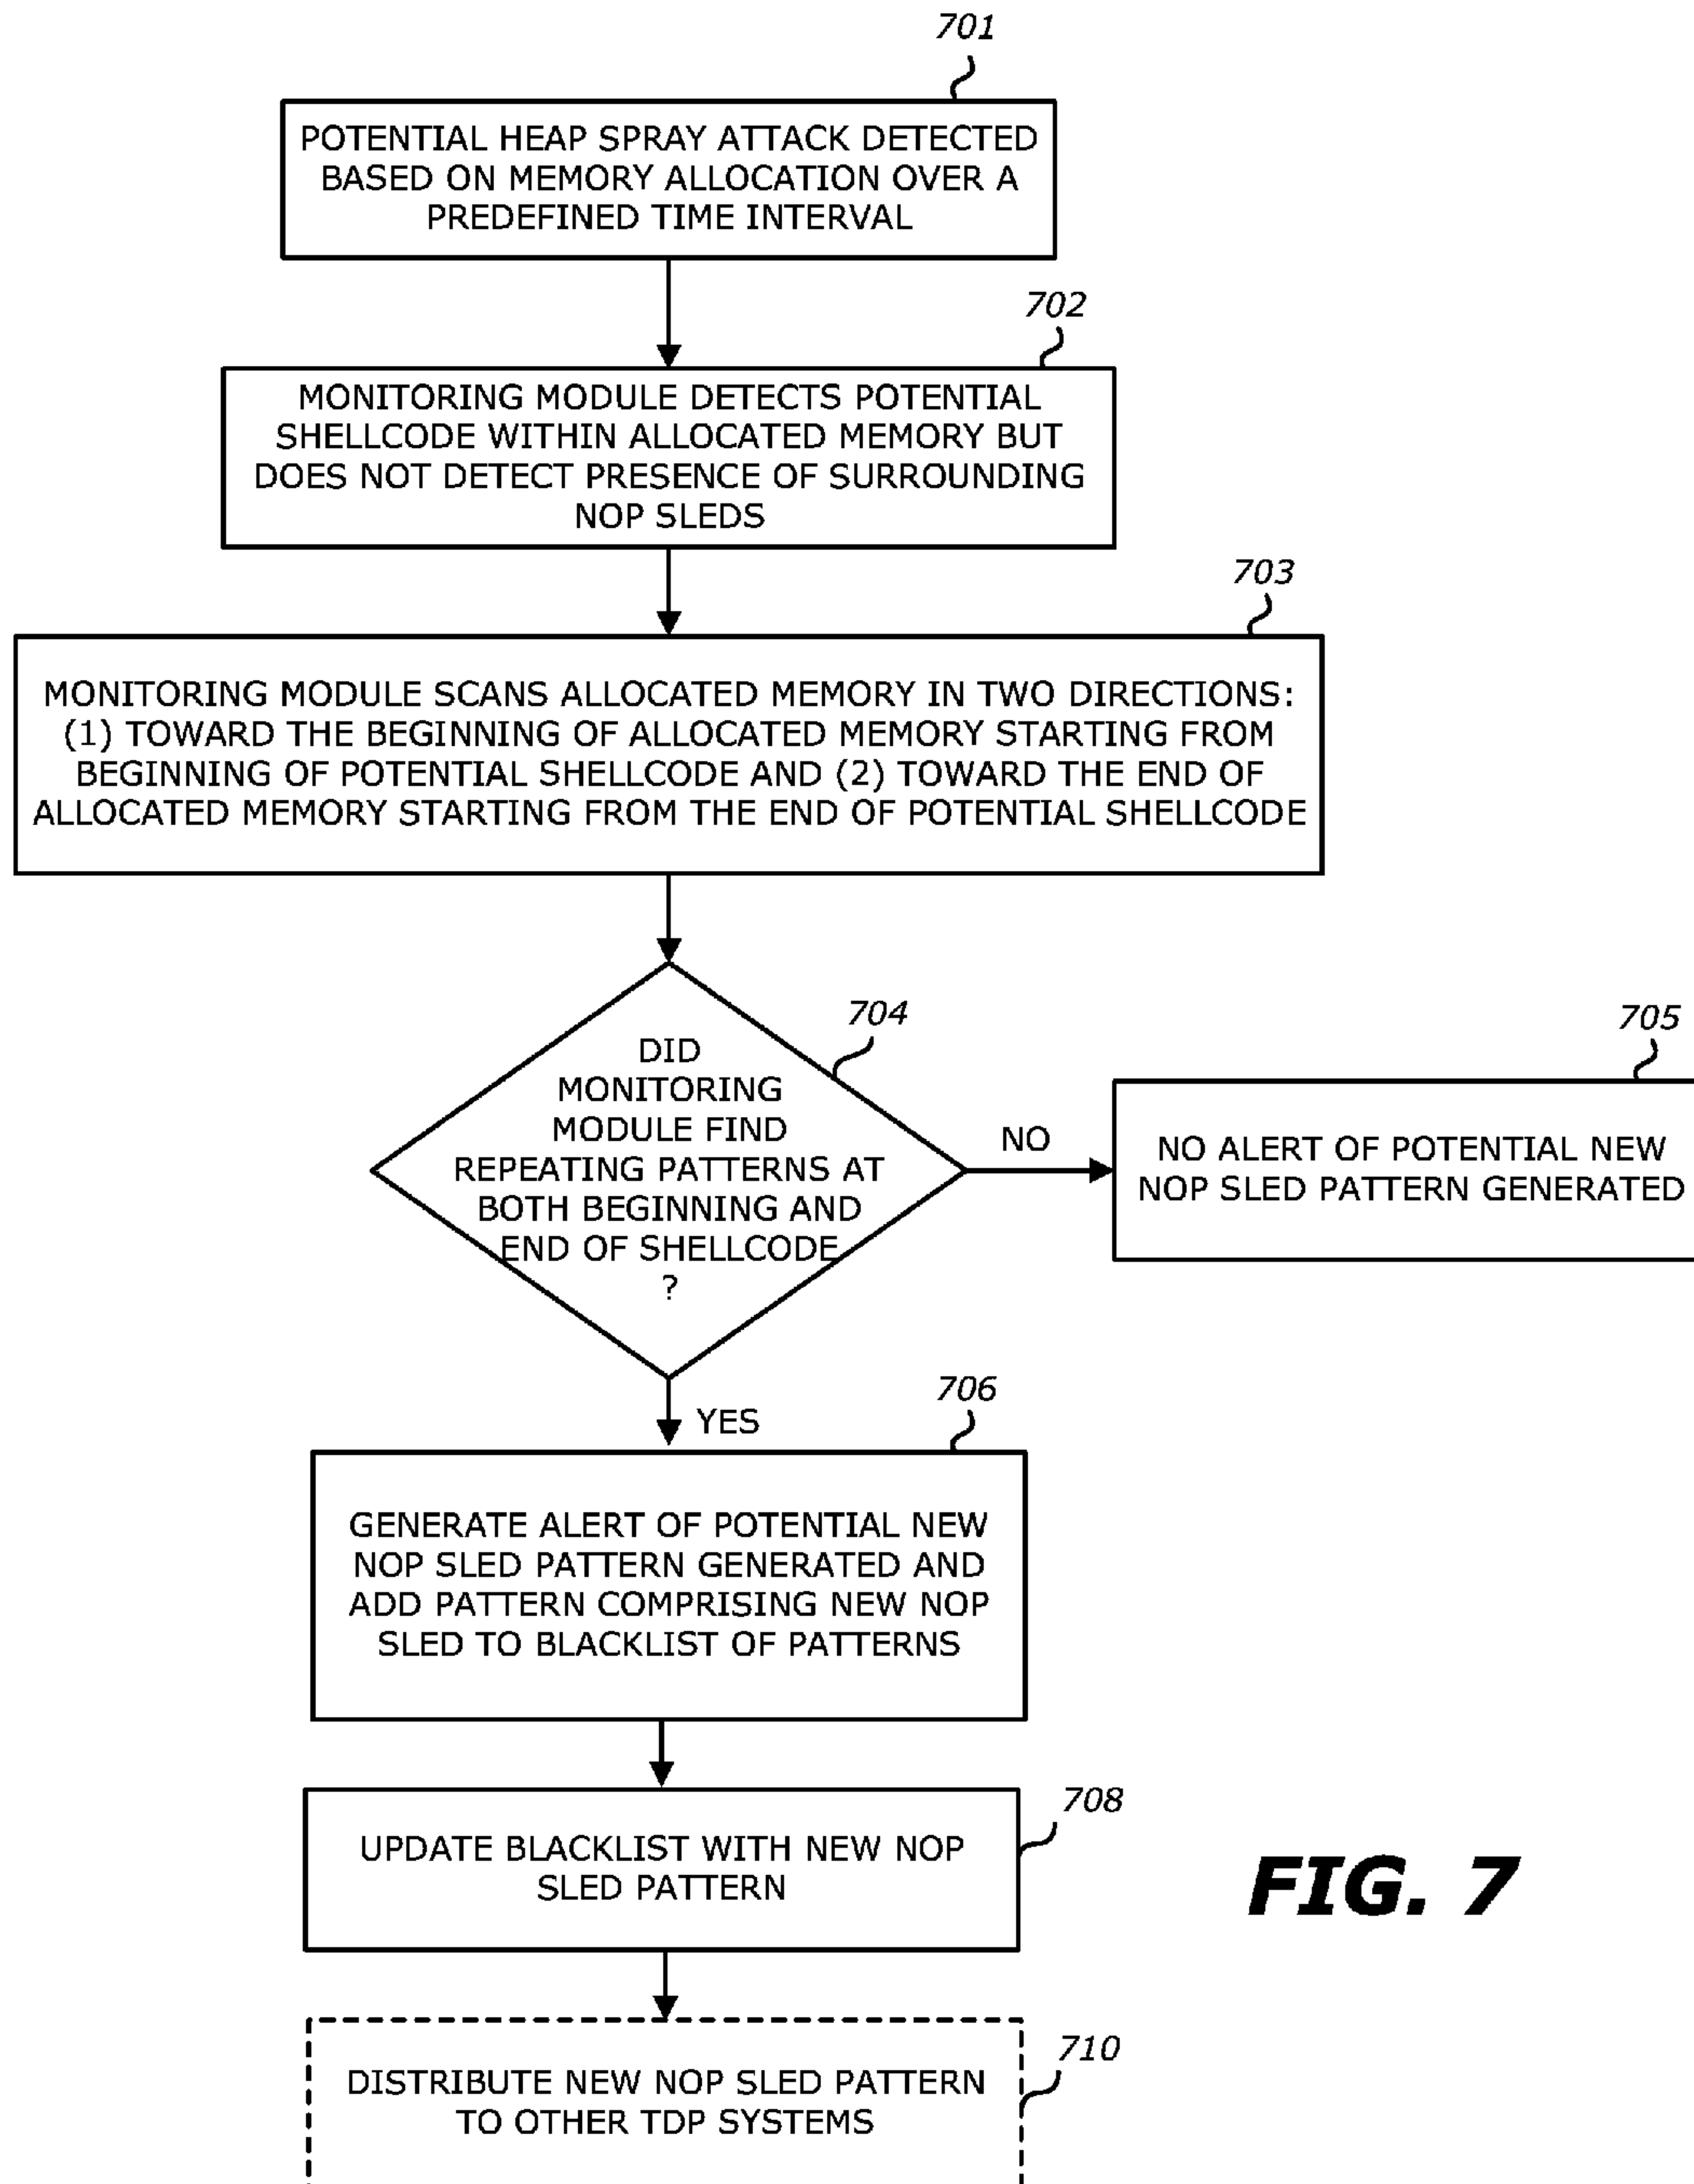 701
POTENTIAL HEAP SPRAY ATTACK DETECTED
BASED ON MEMORY ALLOCATION OVER A
PREDEFINED TIME INTERVAL
702
MONITORING MODULE DETECTS POTENTIAL
SHELLCODE WITHIN ALLOCATED MEMORY BUT
DOES NOT DETECT PRESENCE OF SURROUNDING
NOP SLEDS
703
MONITORING MODULE SCANS ALLOCATED MEMORY IN TWO DIRECTIONS:
(1) TOWARD THE BEGINNING OF ALLOCATED MEMORY STARTING FROM
BEGINNING OF POTENTIAL SHELLCODE AND (2) TOWARD THE END OF
ALLOCATED MEMORY STARTING FROM THE END OF POTENTIAL SHELLCODE
704
DID
MONITORING
MODULE FIND
REPEATING PATTERNS AT
BOTH BEGINNING AND
END OF SHELLCODE
?
NO
705
NO ALERT OF POTENTIAL NEW
NOP SLED PATTERN GENERATED
YES
706
GENERATE ALERT OF POTENTIAL NEW
NOP SLED PATTERN GENERATED AND
ADD PATTERN COMPRISING NEW NOP
SLED TO BLACKLIST OF PATTERNS
708
UPDATE BLACKLIST WITH NEW NOP
SLED PATTERN
FIG. 7
710
DISTRIBUTE NEW NOP SLED PATTERN
TO OTHER TDP SYSTEMS